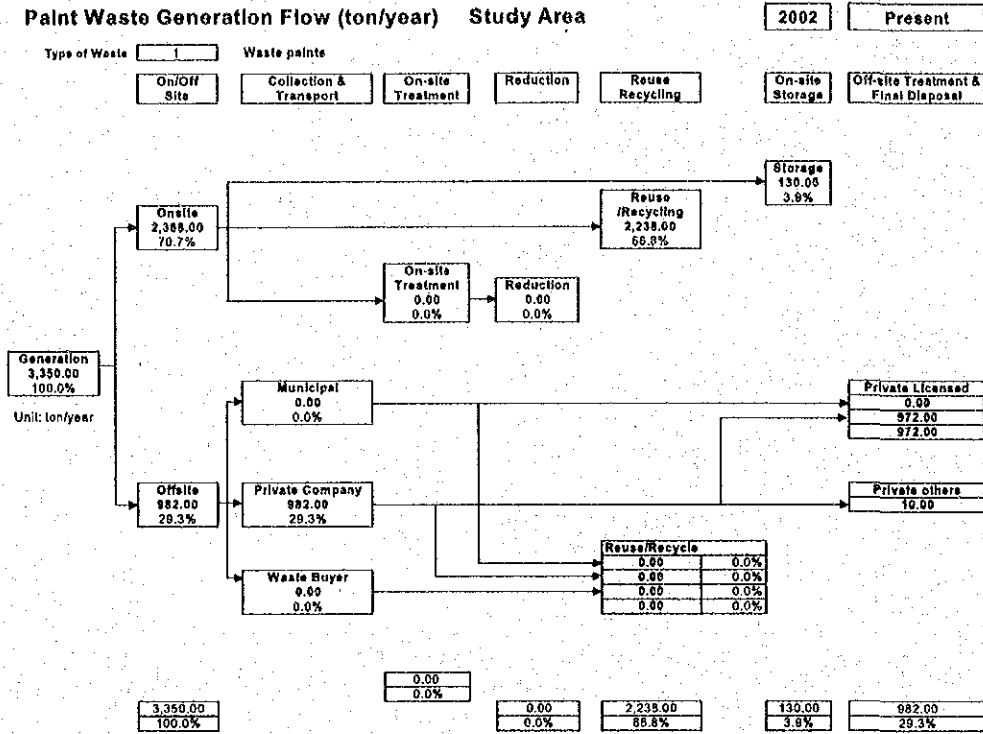 Paint Waste Generation Flow (ton/year) Study Area
2002
Present
Type of Waste
1
Waste paints
On/Off
Site
Collection &
Transport
On-site
Treatment
Reduction
Reuse
Recycling
On-site
Storage
Off-site Treatment &
Final Disposal
Storage
130.00
3.9%
Onsite
2,368.00
70.7%
Reuse
/Recycling
2,238.00
66.8%
On-site
Treatment
0.00
0.0%
Reduction
0.00
0.0%
Generation
3,350.00
100.0%
Unit: ton/year
Municipal
0.00
0.0%
Private Licensed
0.00
972.00
972.00
Offsite
982.00
29.3%
Private Company
982.00
29.3%
Private others
10.00
Waste Buyer
0.00
0.0%
Reuse/Recycle
0.00 0.0%
0.00 0.0%
0.00 0.0%
0.00 0.0%
0.00
0.0%
3,350.00
100.0%
0.00
0.0%
2,238.00
66.8%
130.00
3.9%
982.00
29.3%